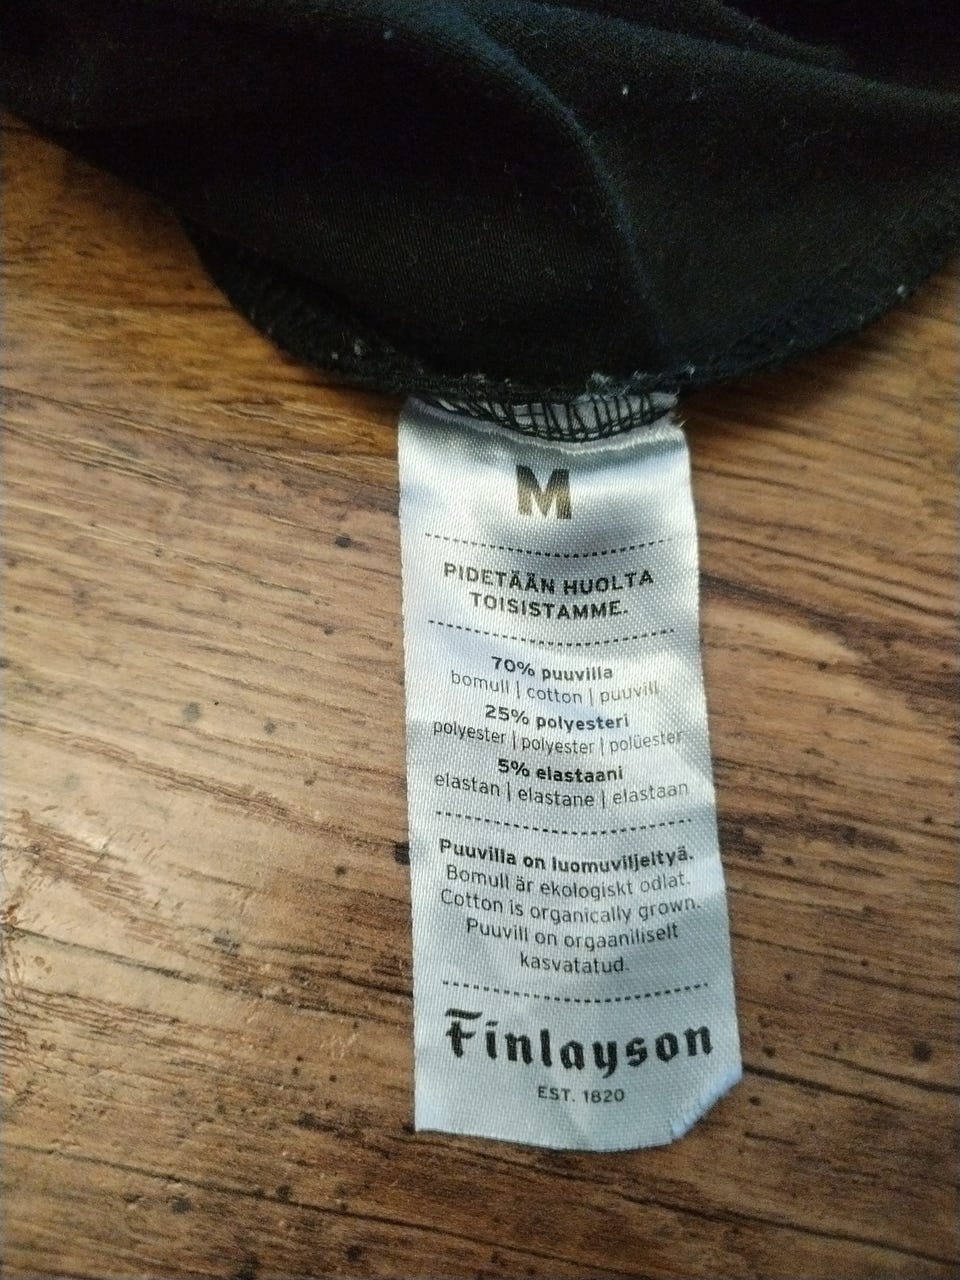 M
PIDETÄÄN HUOLTA
TOISISTAMME.
70% puuvilla
bomull | cotton | puuvill
25% polyesteri
polyester | polyester | polüester
5% elastaani
elastan | elastane | elastaan
Puuvilla on luomuviljeltyä.
Bomull är ekologiskt odlat.
Cotton is organically grown.
Puuvill on orgaaniliselt
kasvatatud.
Finlayson
EST. 1820